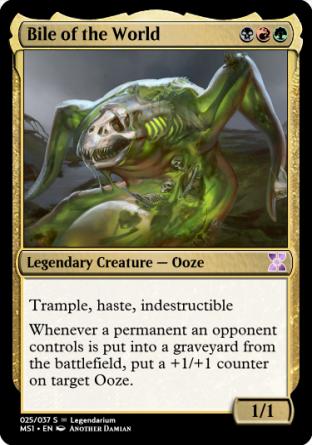 Bile of the World
Legendary Creature — Ooze
Trample, haste, indestructible
Whenever a permanent an opponent
controls is put into a graveyard from
the battlefield, put a +1/+1 counter
on target Ooze.
1/1
025/037 S — Legendarium
MS1 • EN Another Damian